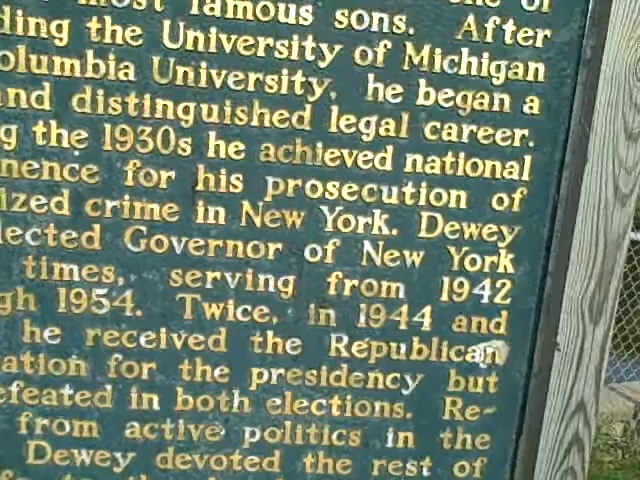 most famous sons. After
ding the University of Michigan
olumbia University, he began a
and distinguished legal career.
g the 1930s he achieved national
nence for his prosecution of
ized crime in New York. Dewey
lected Governor of New York
times, serving from 1942
gh 1954. Twice, in 1944 and
he received the Republican
ation for the presidency but
efeated in both elections. Re-
from active politics in the
Dewey devoted the rest of